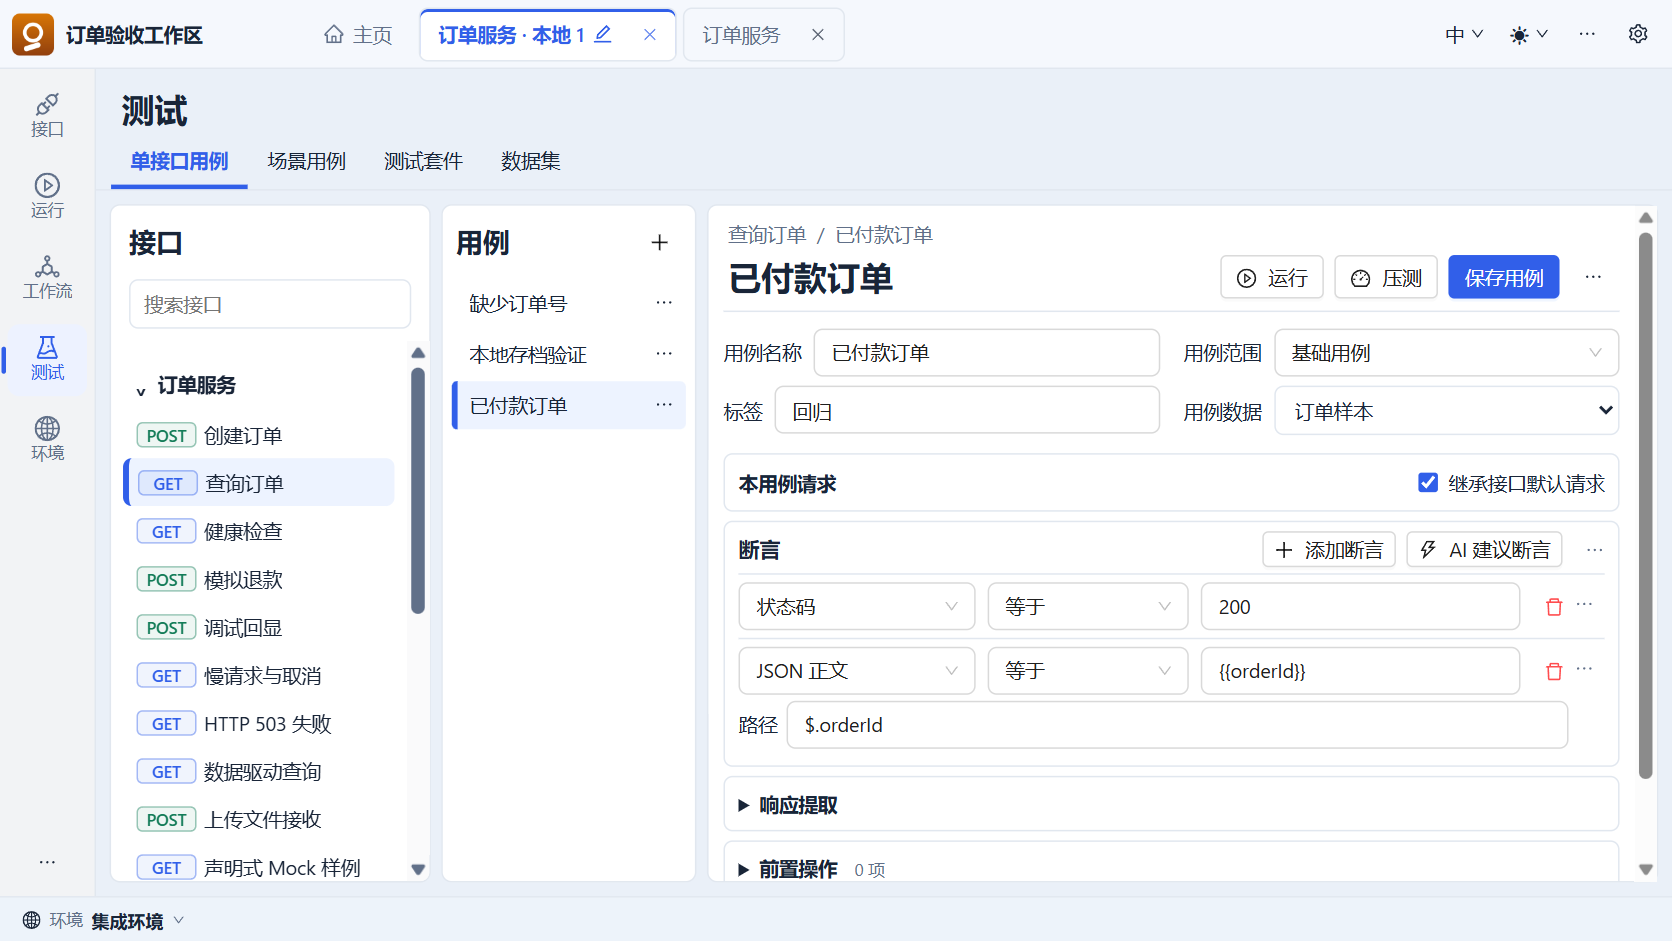 订单验收工作区
主页
订单服务 · 本地 1
订单服务
中
接口
运行
工作流
测试
环境
测试
单接口用例
场景用例
测试套件
数据集
接口
搜索接口
订单服务
POST 创建订单
GET 查询订单
GET 健康检查
POST 模拟退款
POST 调试回显
GET 慢请求与取消
GET HTTP 503 失败
GET 数据驱动查询
POST 上传文件接收
GET 声明式 Mock 样例
用例
缺少订单号
本地存档验证
已付款订单
查询订单 / 已付款订单
已付款订单
运行
压测
保存用例
用例名称 已付款订单
用例范围 基础用例
标签 回归
用例数据 订单样本
本用例请求
继承接口默认请求
断言
添加断言
AI 建议断言
状态码 等于 200
JSON 正文 等于 {{orderId}}
路径 $.orderId
响应提取
前置操作 0 项
环境 集成环境